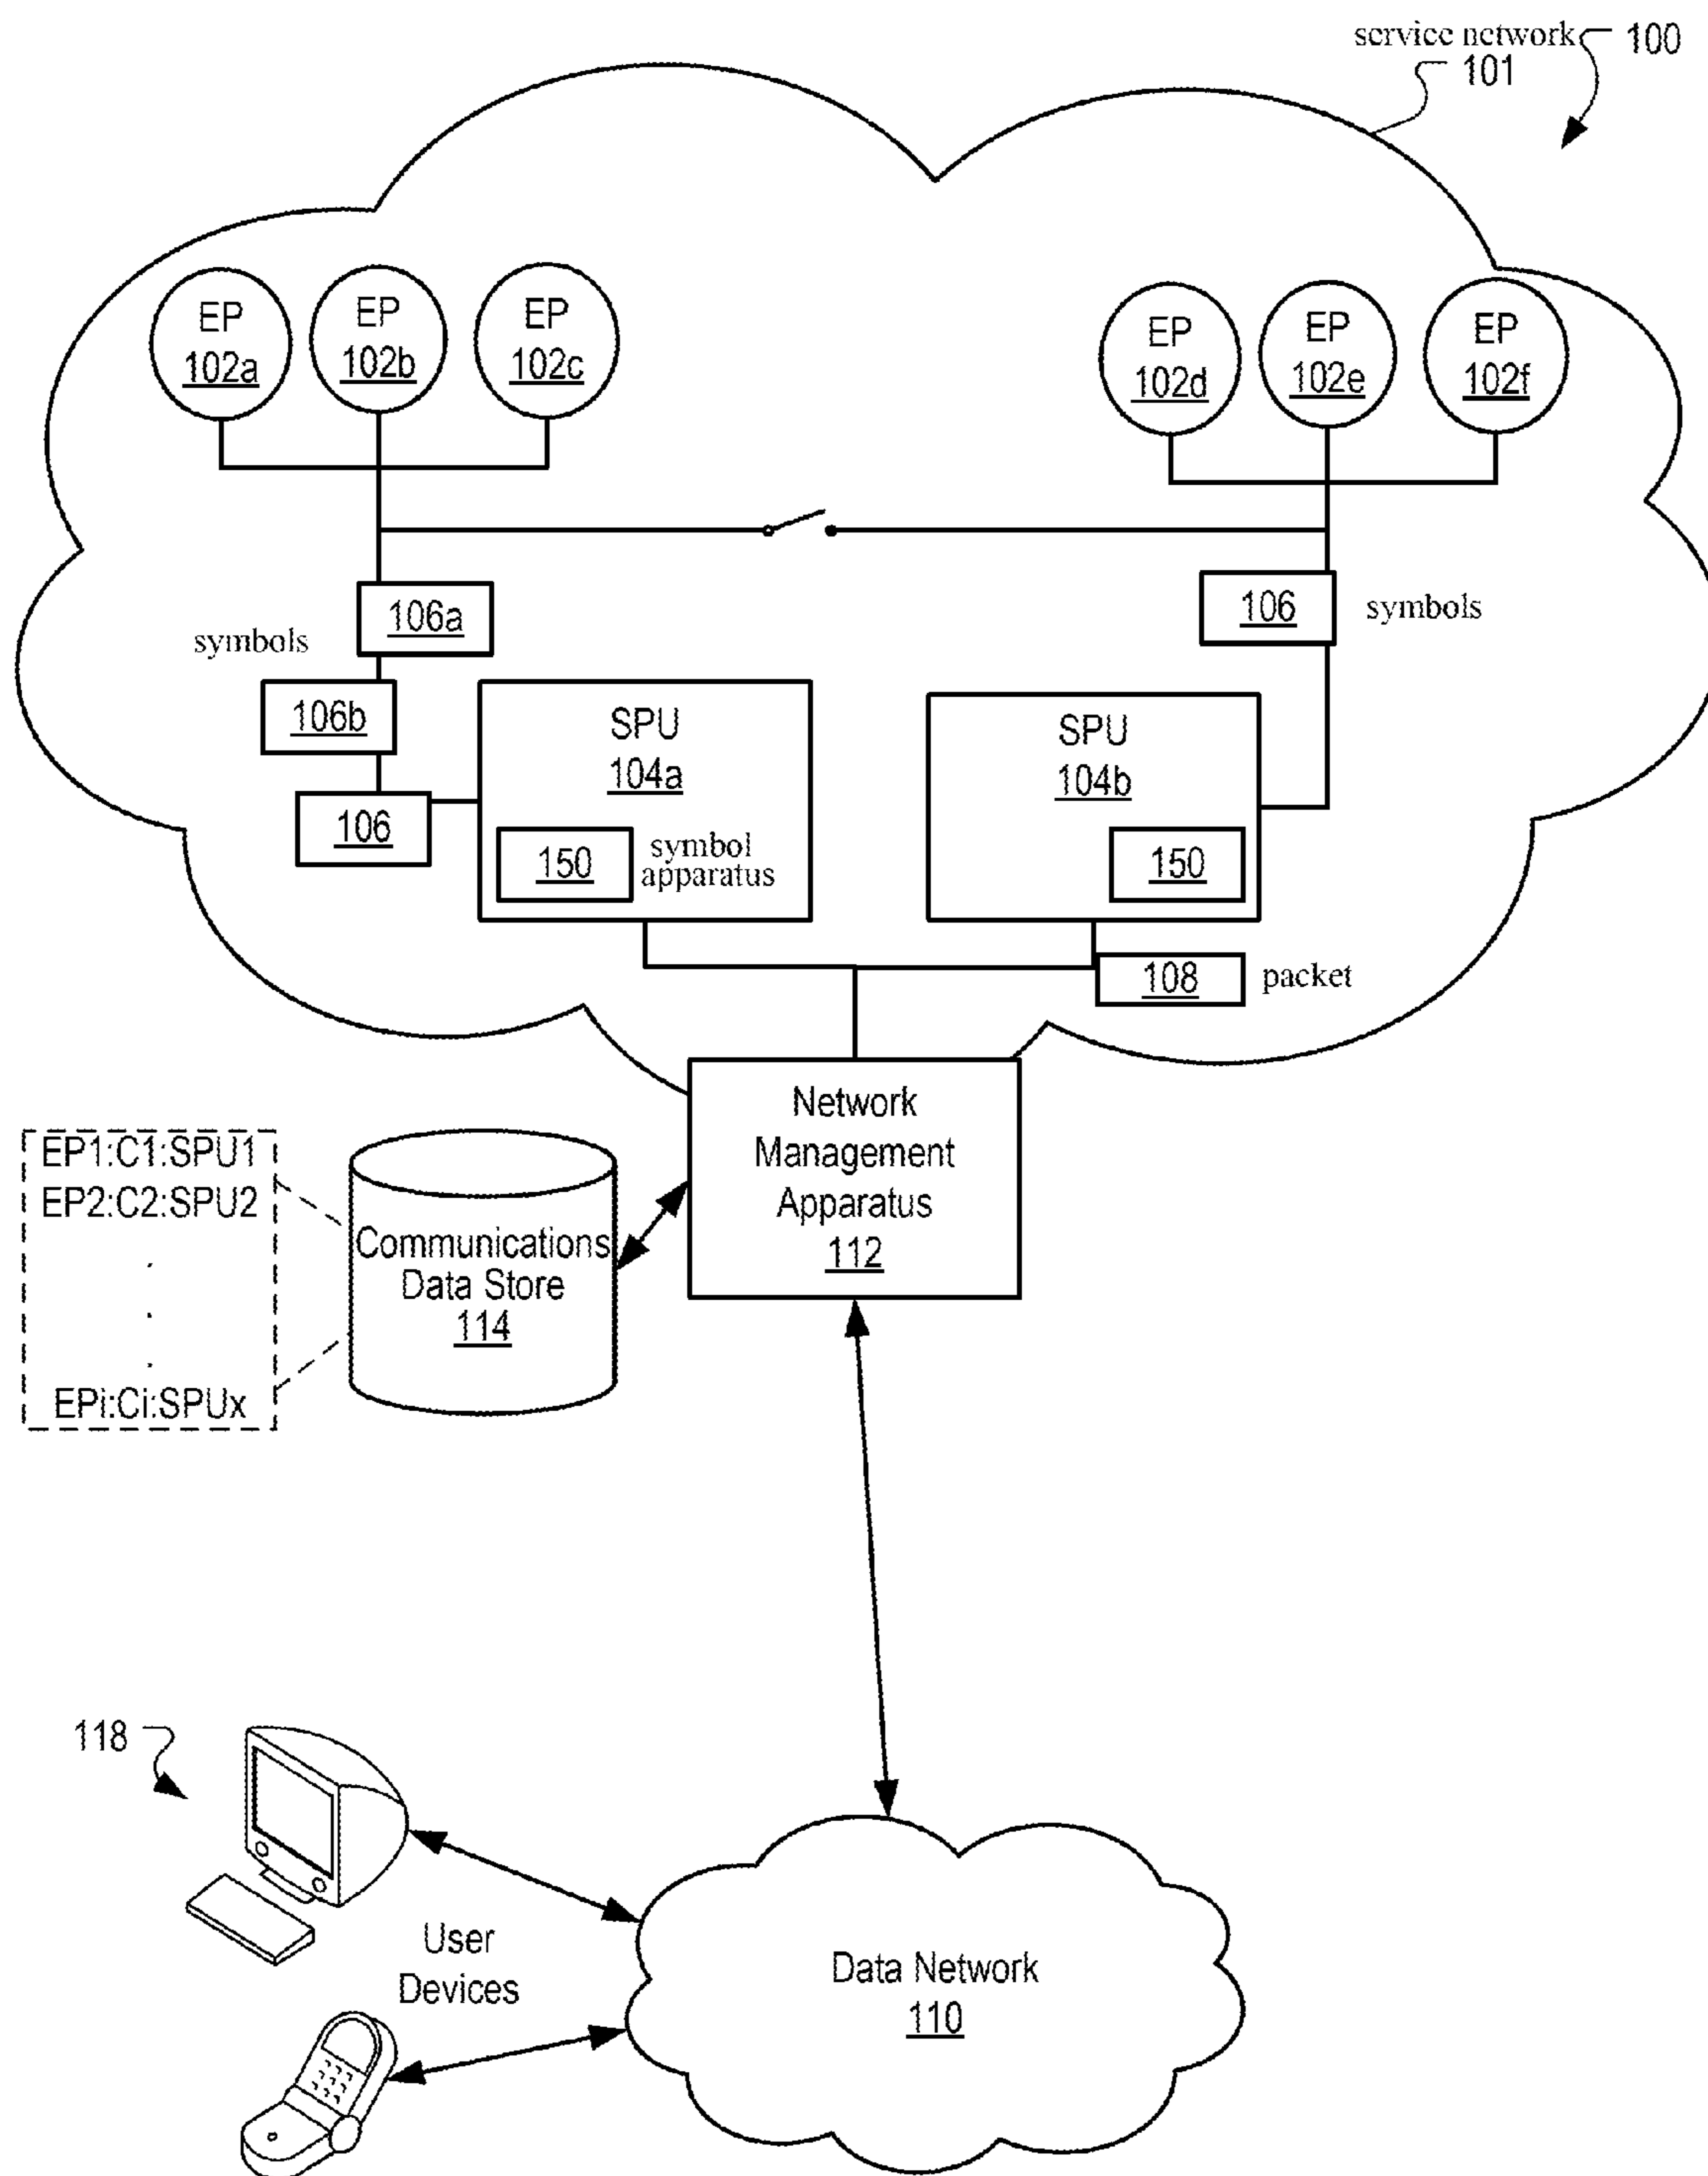 service network
100
101
EP
102a
EP
102b
EP
102c
EP
102d
EP
102e
EP
102f
106a
106
symbols
symbols
106b
SPU
104a
SPU
104b
106
150
symbol
apparatus
150
108
packet
Network
Management
Apparatus
112
EP1:C1:SPU1
EP2:C2:SPU2
.
.
.
EPi:Ci:SPUx
Communications
Data Store
114
118
User
Devices
Data Network
110